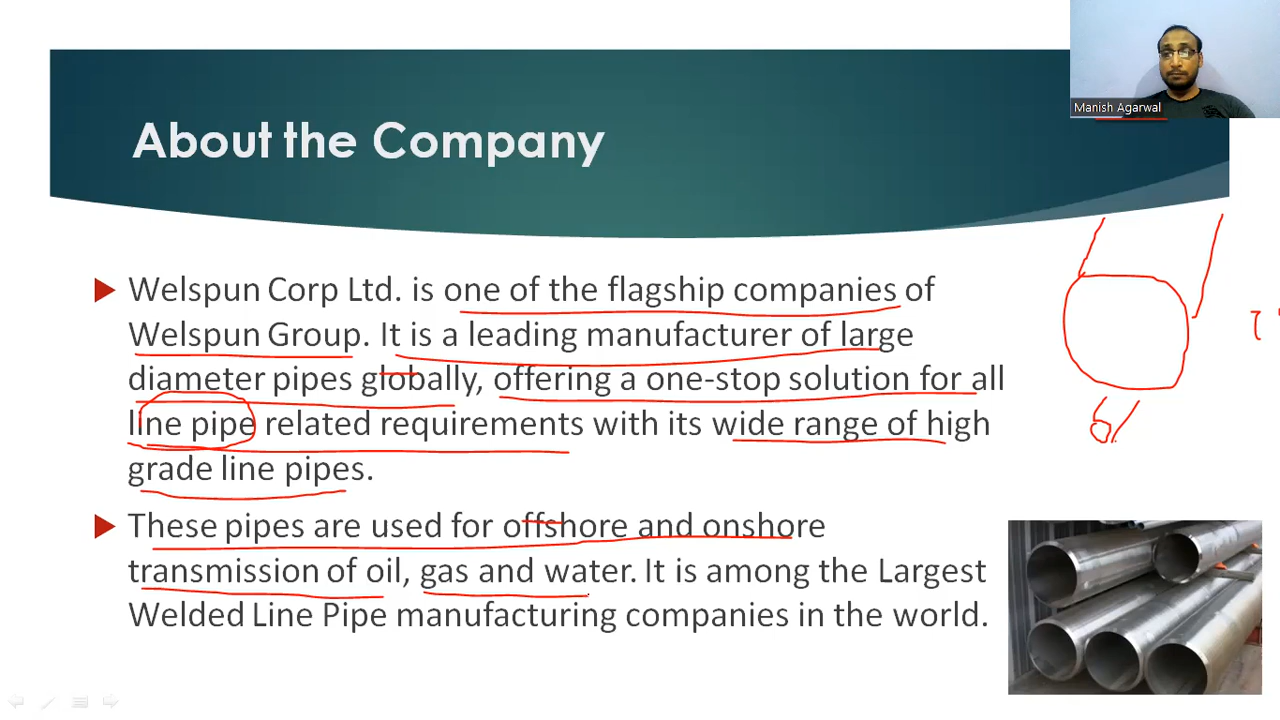 Manish Agarwal
About the Company
Welspun Corp Ltd. is one of the flagship companies of
Welspun Group. It is a leading manufacturer of large
diameter pipes globally, offering a one-stop solution for all
line pipe related requirements with its wide range of high
grade line pipes.
These pipes are used for offshore and onshore
transmission of oil, gas and water. It is among the Largest
Welded Line Pipe manufacturing companies in the world.